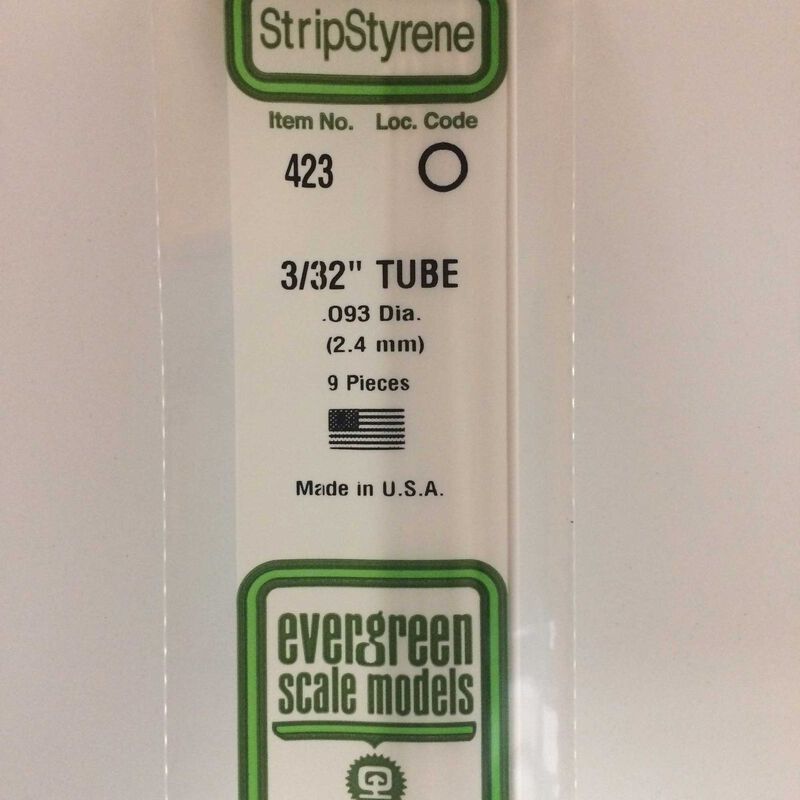 StripStyrene
Item No. Loc. Code
423
3/32" TUBE
.093 Dia.
(2.4 mm)
9 Pieces
Made in U.S.A.
evergreen
scale models